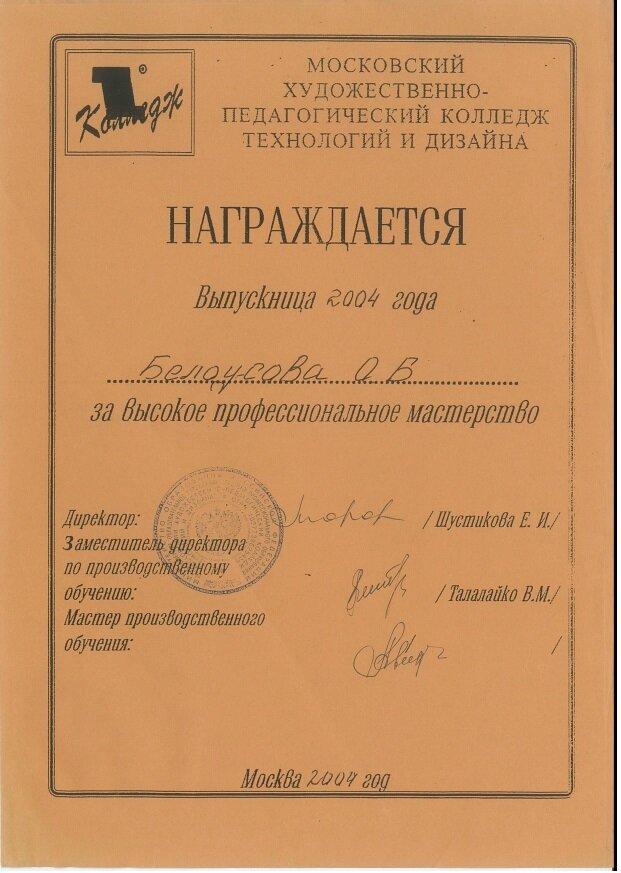 1
Колледж
МОСКОВСКИЙ
ХУДОЖЕСТВЕННО-
ПЕДАГОГИЧЕСКИЙ КОЛЛЕДЖ
ТЕХНОЛОГИЙ И ДИЗАЙНА
НАГРАЖДАЕТСЯ
Выпускница 2004 года
Белоусова О.В
за высокое профессиональное мастерство
Директор: / Шустикова Е. И./
Заместитель директора
по производственному
обучению: / Талалайко В.М./
Мастер производственного
обучения: /
Москва 2004 год